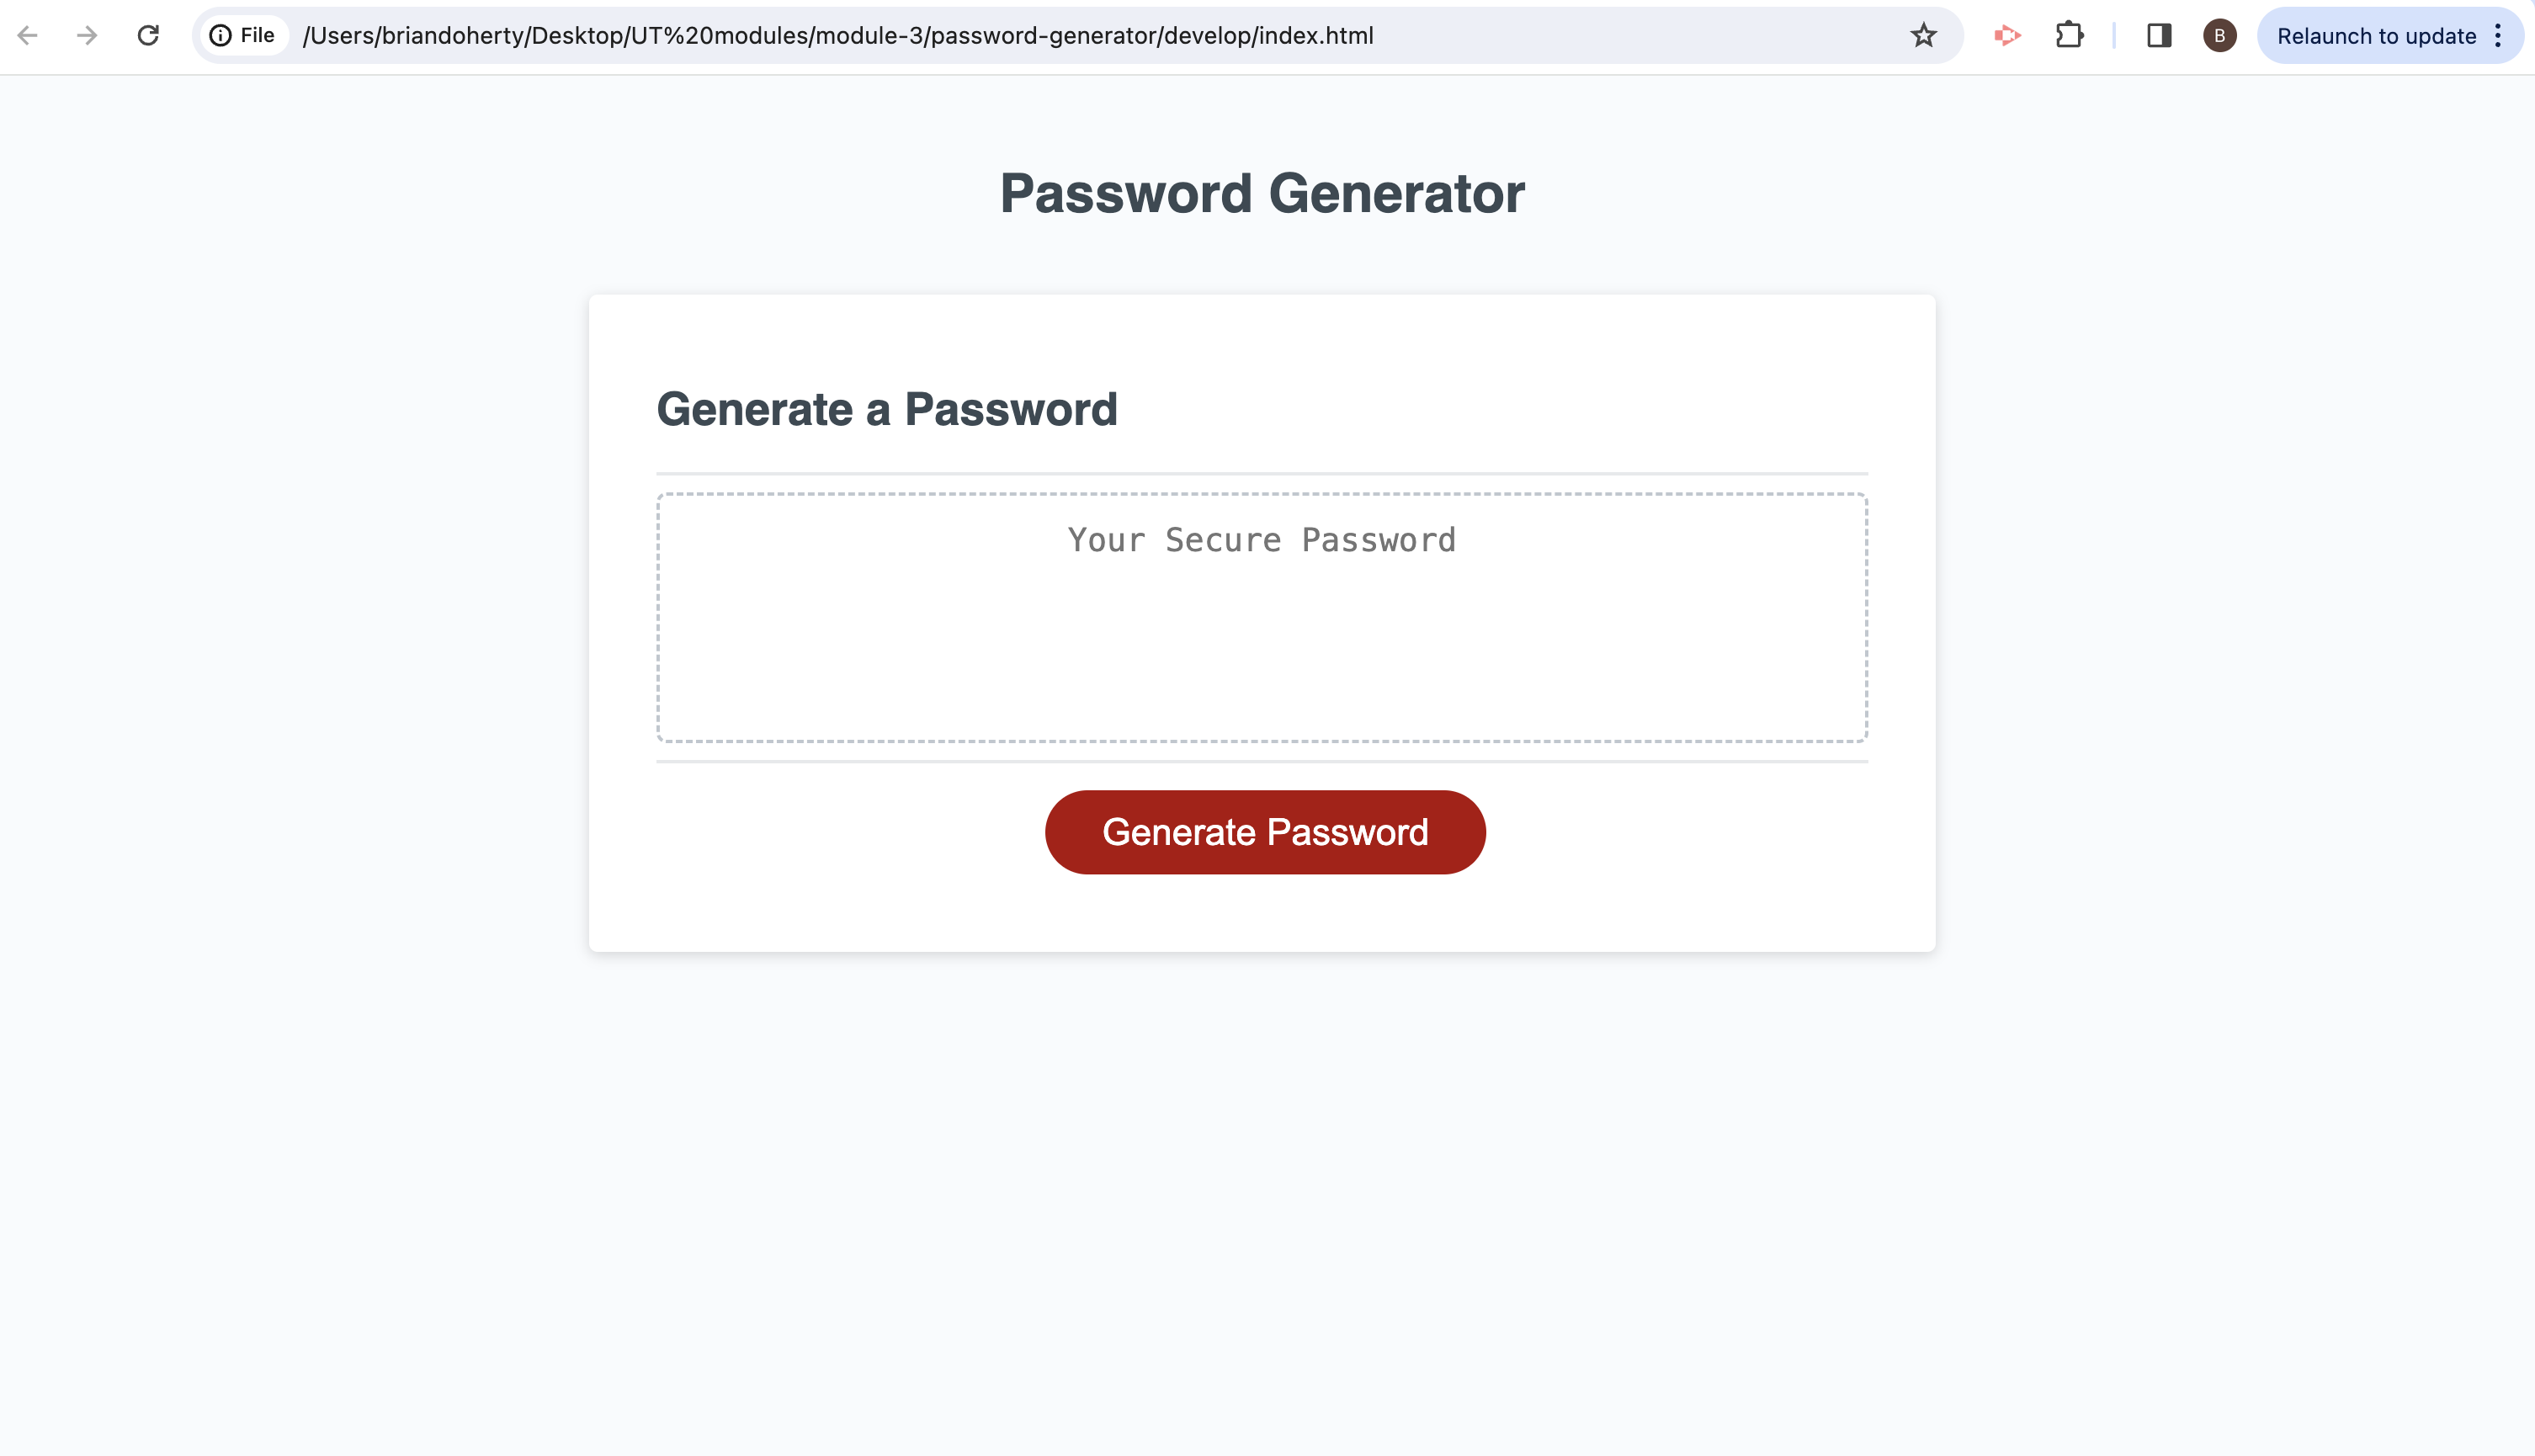 File /Users/briandoherty/Desktop/UT%20modules/module-3/password-generator/develop/index.html B Relaunch to update
Password Generator
Generate a Password
Your Secure Password
Generate Password